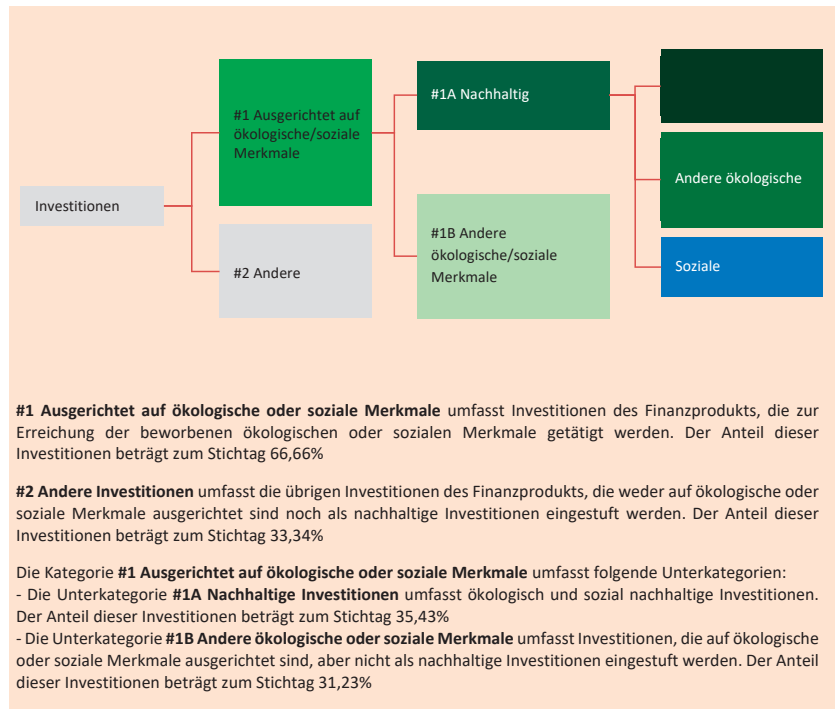 #1 Ausgerichtet auf
ökologische/soziale
Merkmale
#1A Nachhaltig
Andere ökologische
Investitionen
#2 Andere
#1B Andere
ökologische/soziale
Merkmale
Soziale
#1 Ausgerichtet auf ökologische oder soziale Merkmale umfasst Investitionen des Finanzprodukts, die zur
Erreichung der beworbenen ökologischen oder sozialen Merkmale getätigt werden. Der Anteil dieser
Investitionen beträgt zum Stichtag 66,66%
#2 Andere Investitionen umfasst die übrigen Investitionen des Finanzprodukts, die weder auf ökologische oder
soziale Merkmale ausgerichtet sind noch als nachhaltige Investitionen eingestuft werden. Der Anteil dieser
Investitionen beträgt zum Stichtag 33,34%
Die Kategorie #1 Ausgerichtet auf ökologische oder soziale Merkmale umfasst folgende Unterkategorien:
- Die Unterkategorie #1A Nachhaltige Investitionen umfasst ökologisch und sozial nachhaltige Investitionen.
Der Anteil dieser Investitionen beträgt zum Stichtag 35,43%
- Die Unterkategorie #1B Andere ökologische oder soziale Merkmale umfasst Investitionen, die auf ökologische
oder soziale Merkmale ausgerichtet sind, aber nicht als nachhaltige Investitionen eingestuft werden. Der Anteil
dieser Investitionen beträgt zum Stichtag 31,23%